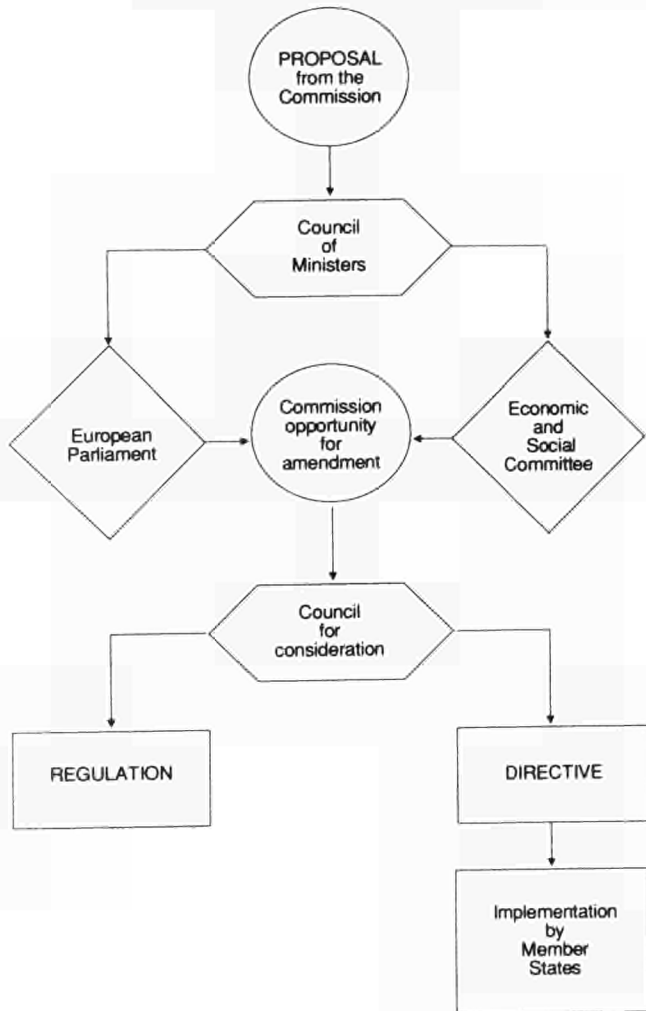 PROPOSAL
from the
Commission
Council
of
Ministers
European
Parliament
Commission
opportunity
for
amendment
Economic
and
Social
Committee
Council
for
consideration
REGULATION
DIRECTIVE
Implementation
by
Member
States